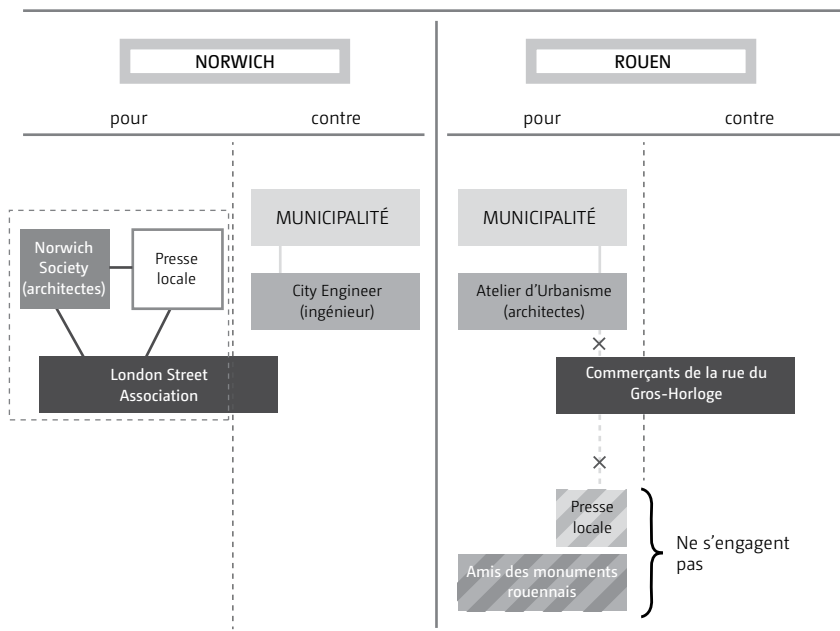 NORWICH
pour
contre
MUNICIPALITÉ
Norwich
Society
(architectes)
Presse
locale
City Engineer
(ingénieur)
London Street
Association
ROUEN
pour
contre
MUNICIPALITÉ
Atelier d'Urbanisme
(architectes)
Commerçants de la rue du
Gros-Horloge
Presse
locale
Ne s'engagent
pas
Amis des monuments
rouennais